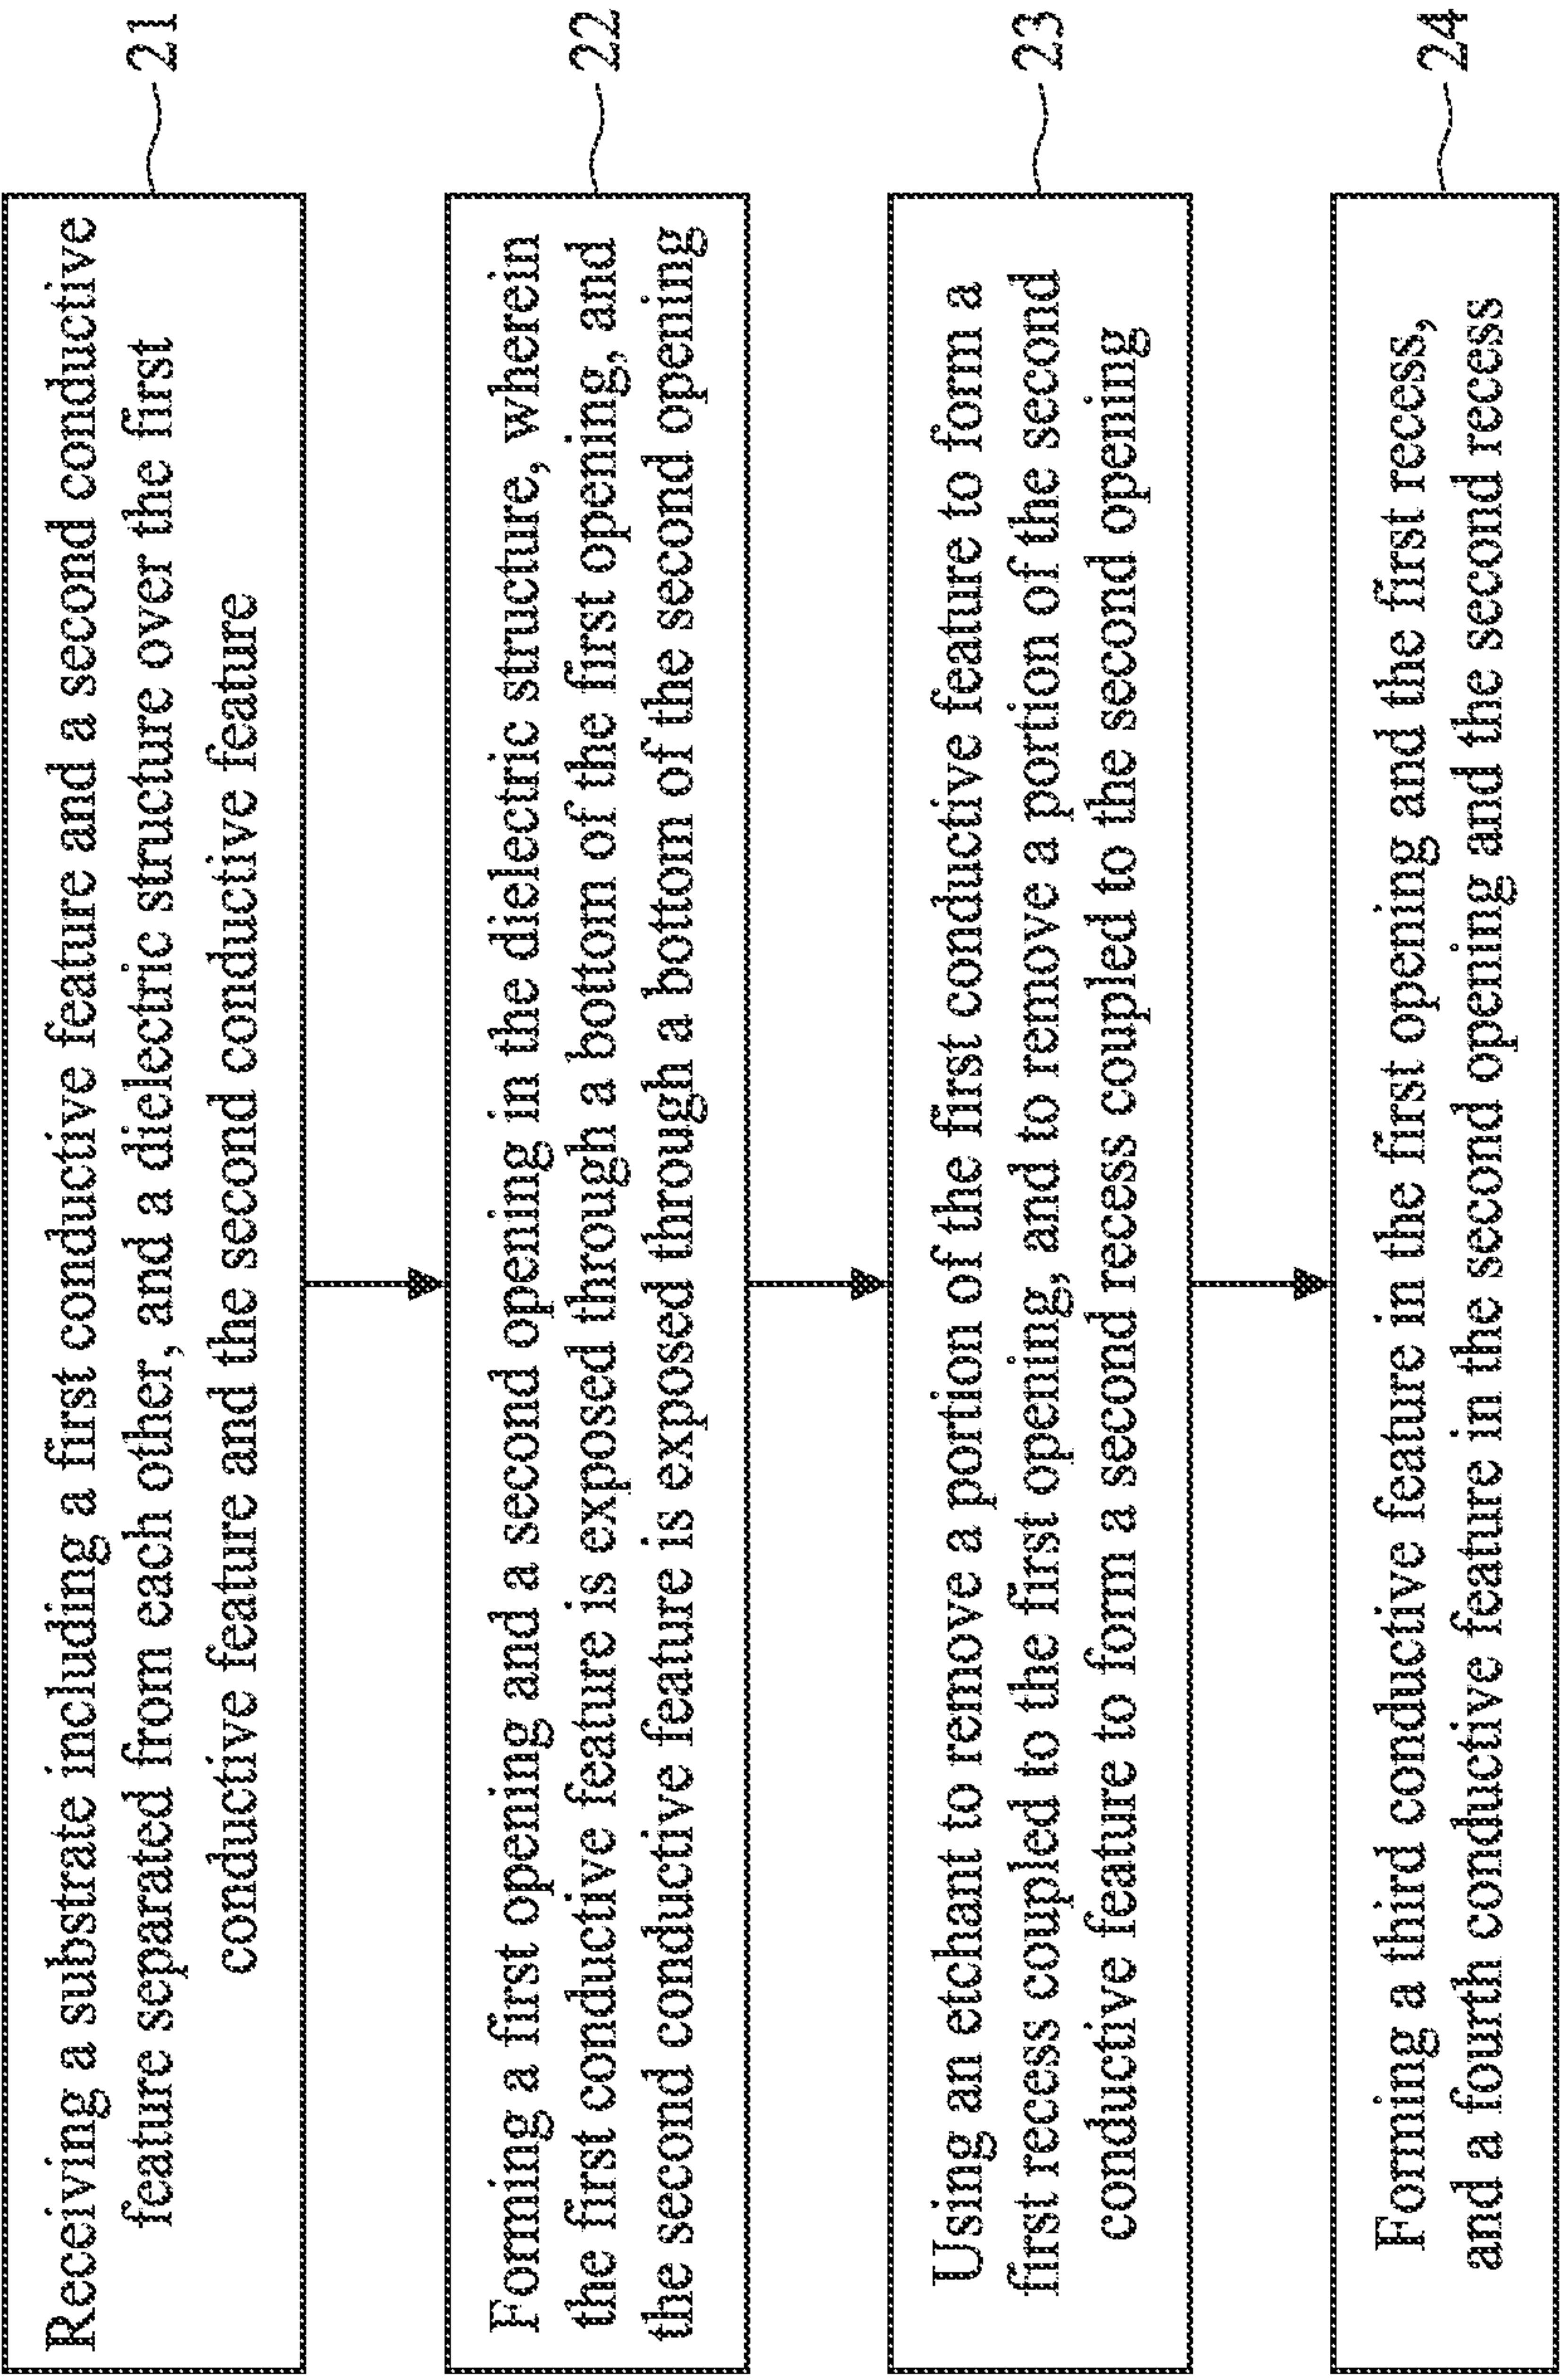 Receiving a substrate including a first conductive feature and a second conductive
feature separated from each other, and a dielectric structure over the first
conductive feature and the second conductive feature
21
Forming a first opening and a second opening in the dielectric structure, wherein
the first conductive feature is exposed through a bottom of the first opening, and
the second conductive feature is exposed through a bottom of the second opening
22
Using an etchant to remove a portion of the first conductive feature to form a
first recess coupled to the first opening, and to remove a portion of the second
conductive feature to form a second recess coupled to the second opening
23
Forming a third conductive feature in the first opening and the first recess,
and a fourth conductive feature in the second opening and the second recess
24